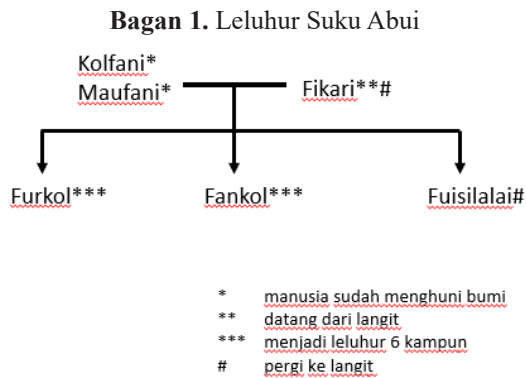 Bagan 1. Leluhur Suku Abui
Kolfani*
Maufani*
Fikari**#
Furkol***
Fankol***
Fuisilalai#
* manusia sudah menghuni bumi
** datang dari langit
*** menjadi leluhur 6 kampun
# pergi ke langit